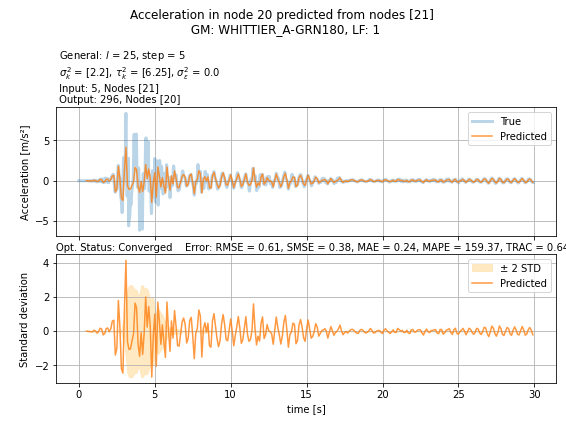 Acceleration in node 20 predicted from nodes [21]
GM: WHITTIER_A-GRN180, LF: 1
General: l = 25, step = 5
σ²ₖ = [2.2], τ²ₖ = [6.25], σ²ₑ = 0.0
Input: 5, Nodes [21]
Output: 296, Nodes [20]
Acceleration [m/s²]
5
0
−5
True
Predicted
Opt. Status: Converged Error: RMSE = 0.61, SMSE = 0.38, MAE = 0.24, MAPE = 159.37, TRAC = 0.64
Standard deviation
4
2
0
−2
± 2 STD
Predicted
0 5 10 15 20 25 30
time [s]